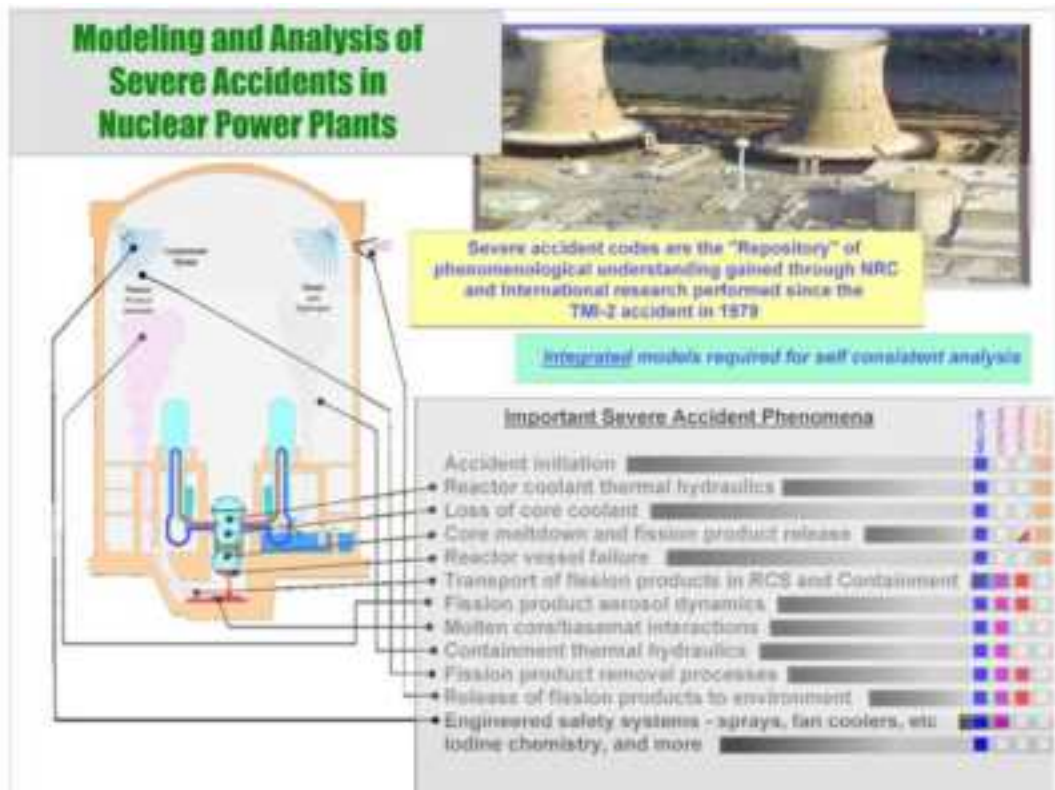 Modeling and Analysis of
Severe Accidents in
Nuclear Power Plants
Severe accident codes are the "Repository" of
phenomenological understanding gained through NRC
and International research performed since the
TMI-2 accident in 1979
Integrated models required for self consistent analysis
Important Severe Accident Phenomena
Accident initiation
Reactor coolant thermal hydraulics
Loss of core coolant
Core meltdown and fission product release
Reactor vessel failure
Transport of fission products in RCS and Containment
Fission product aerosol dynamics
Molten core/basemat interactions
Containment thermal hydraulics
Fission product removal processes
Release of fission products to environment
Engineered safety systems - sprays, fan coolers, etc
Iodine chemistry, and more